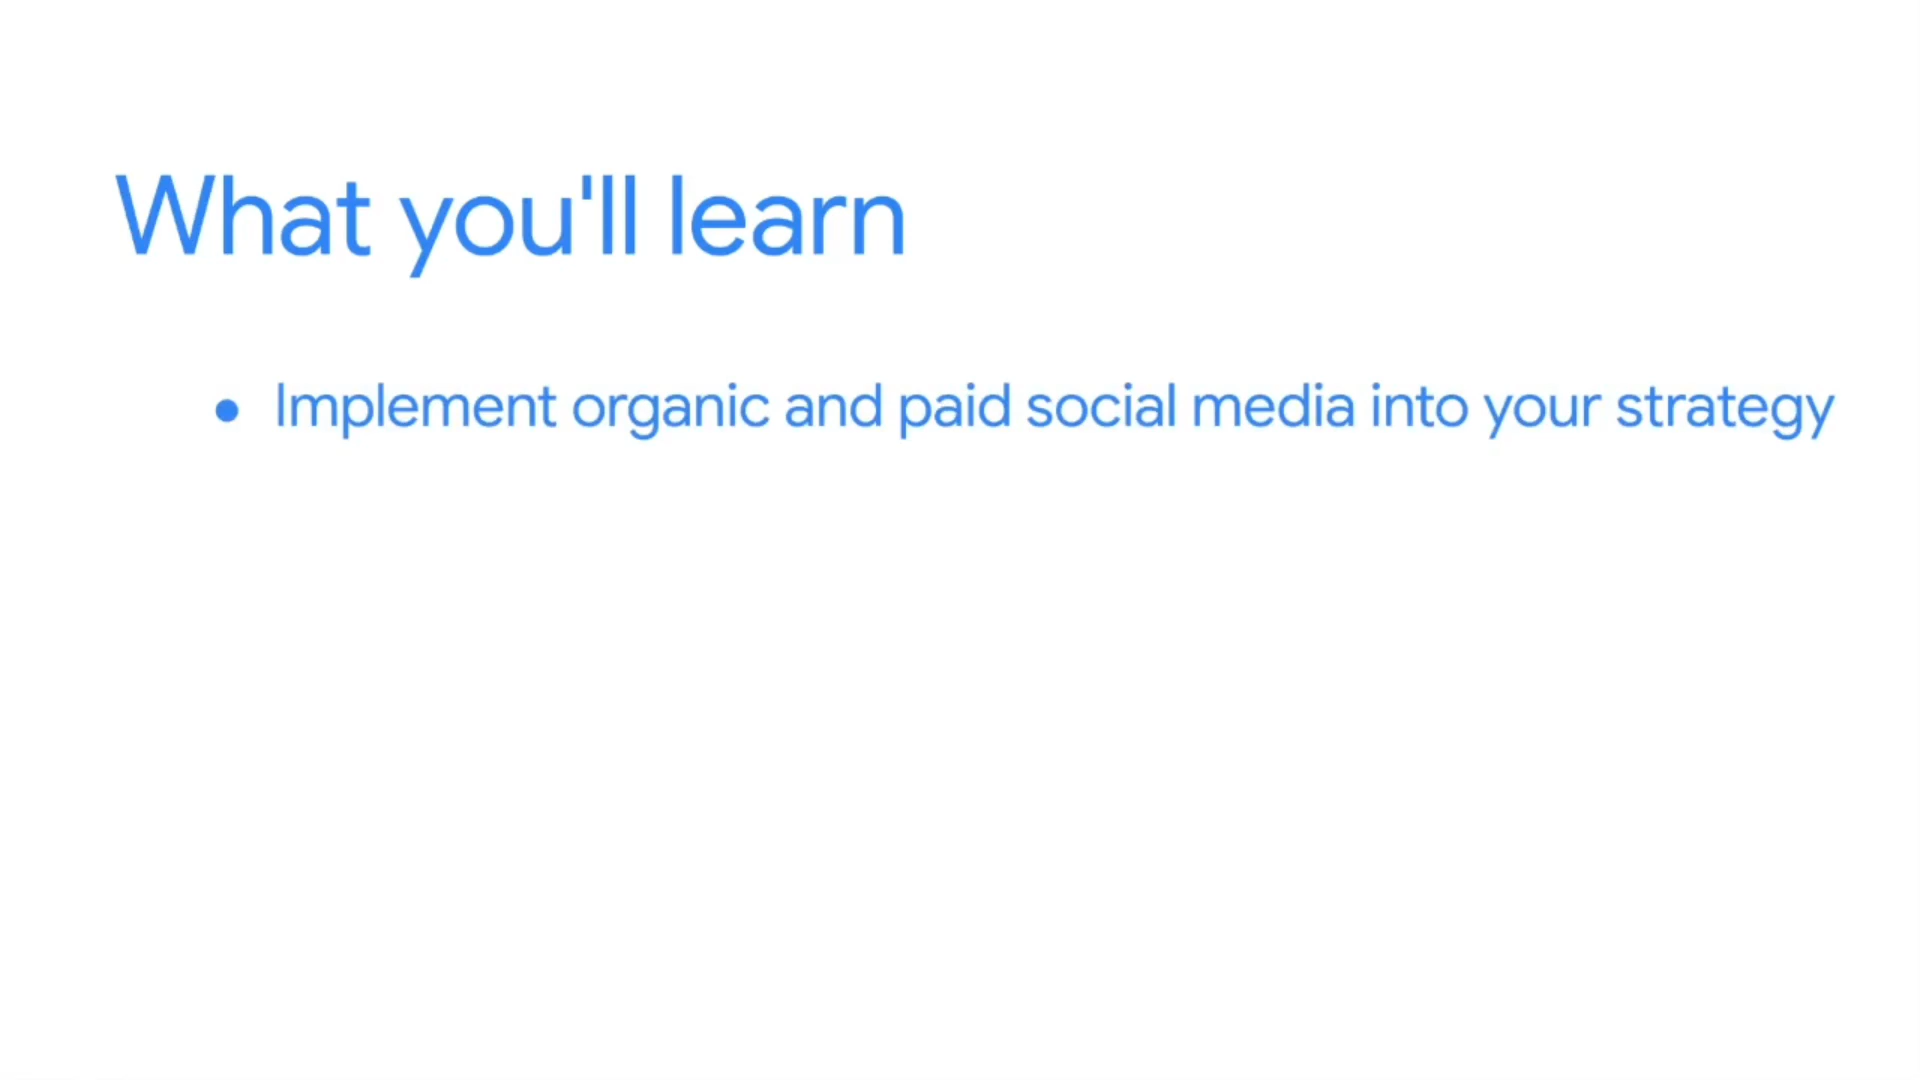 What you'll learn
● Implement organic and paid social media into your strategy